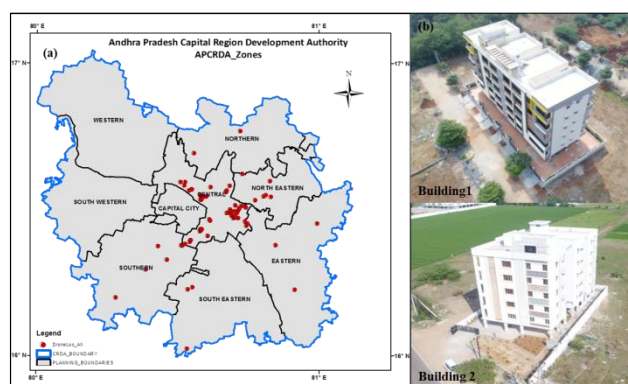 80° E
81° E
(a)
Andhra Pradesh Capital Region Development Authority
APCRDA_Zones
17° N
17° N
N
WESTERN
NORTHERN
NORTH EASTERN
CENTRAL
SOUTH WESTERN
CAPITAL CITY
EASTERN
SOUTHERN
SOUTH EASTERN
Legend
CRDA_BOUNDARY
PLANNING_BOUNDARIES
16° N
16° N
80° E
81° E
(b)
Building1
Building 2